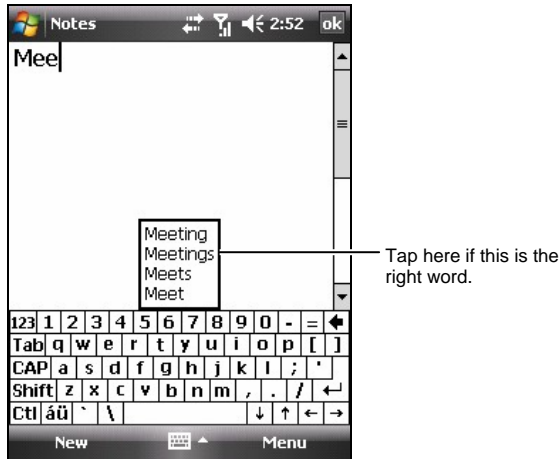 Notes 2:52 ok
Mee
Meeting
Meetings
Meets
Meet
Tap here if this is the
right word.
123 1 2 3 4 5 6 7 8 9 0 - = ←
Tab q w e r t y u i o p [ ]
CAP a s d f g h j k l ; '
Shift z x c v b n m , . / ↵
Ctl áü ` \ ↓ ↑ ← →
New Menu